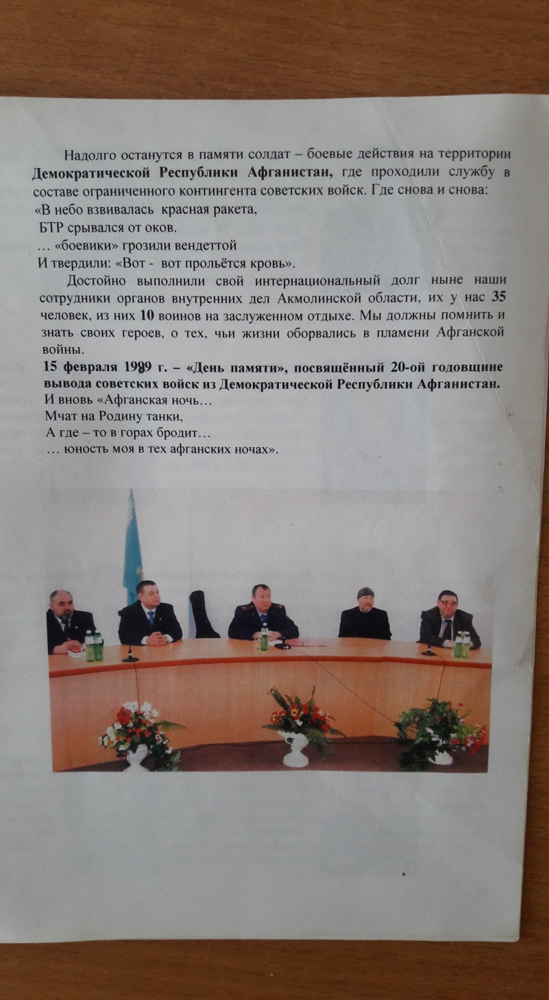 Надолго останутся в памяти солдат – боевые действия на территории
Демократической Республики Афганистан, где проходили службу в
составе ограниченного контингента советских войск. Где снова и снова:
«В небо взвивалась красная ракета,
БТР срывался от оков.
… «боевики» грозили вендеттой
И твердили: «Вот - вот прольётся кровь».
Достойно выполнили свой интернациональный долг ныне наши
сотрудники органов внутренних дел Акмолинской области, их у нас 35
человек, из них 10 воинов на заслуженном отдыхе. Мы должны помнить и
знать своих героев, о тех, чьи жизни оборвались в пламени Афганской
войны.
15 февраля 1989 г. – «День памяти», посвящённый 20-ой годовщине
вывода советских войск из Демократической Республики Афганистан.
И вновь «Афганская ночь…
Мчат на Родину танки,
А где – то в горах бродит…
… юность моя в тех афганских ночах».